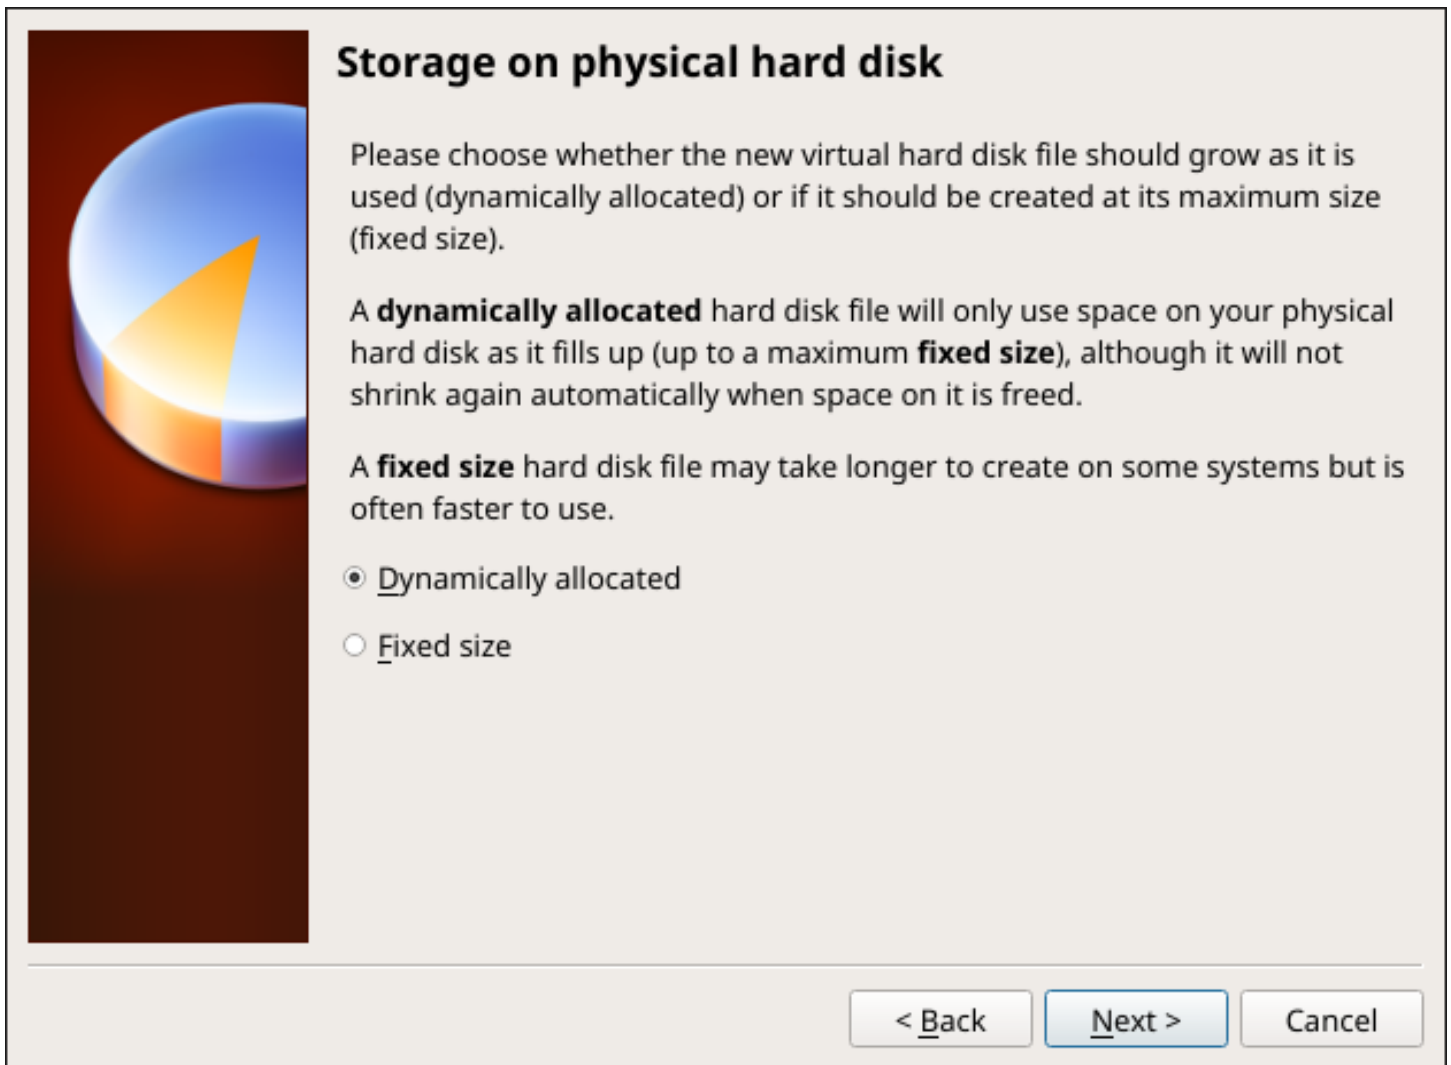 Storage on physical hard disk
Please choose whether the new virtual hard disk file should grow as it is
used (dynamically allocated) or if it should be created at its maximum size
(fixed size).
A dynamically allocated hard disk file will only use space on your physical
hard disk as it fills up (up to a maximum fixed size), although it will not
shrink again automatically when space on it is freed.
A fixed size hard disk file may take longer to create on some systems but is
often faster to use.
Dynamically allocated
Fixed size
< Back Next > Cancel